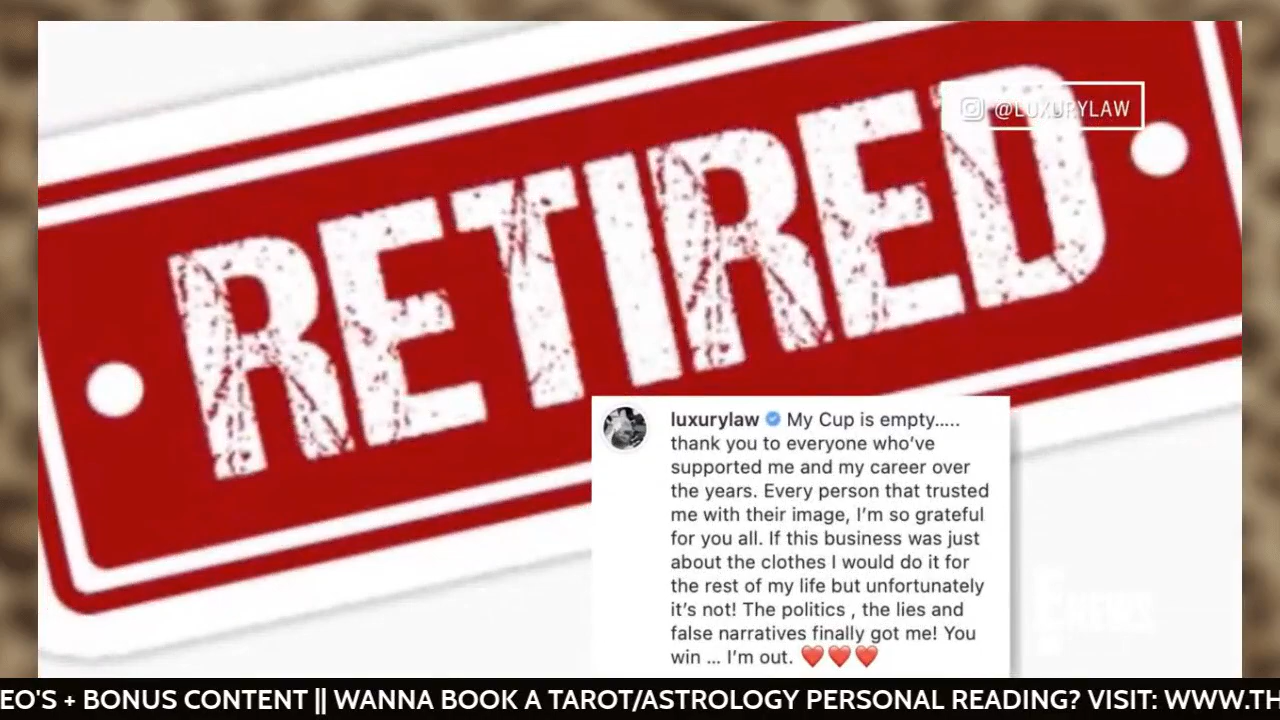 RETIRED
@LUXURYLAW
luxurylaw My Cup is empty.....
thank you to everyone who've
supported me and my career over
the years. Every person that trusted
me with their image, I'm so grateful
for you all. If this business was just
about the clothes I would do it for
the rest of my life but unfortunately
it's not! The politics , the lies and
false narratives finally got me! You
win ... I'm out. ❤️❤️❤️
E NEWS
EO'S + BONUS CONTENT || WANNA BOOK A TAROT/ASTROLOGY PERSONAL READING? VISIT: WWW.TH